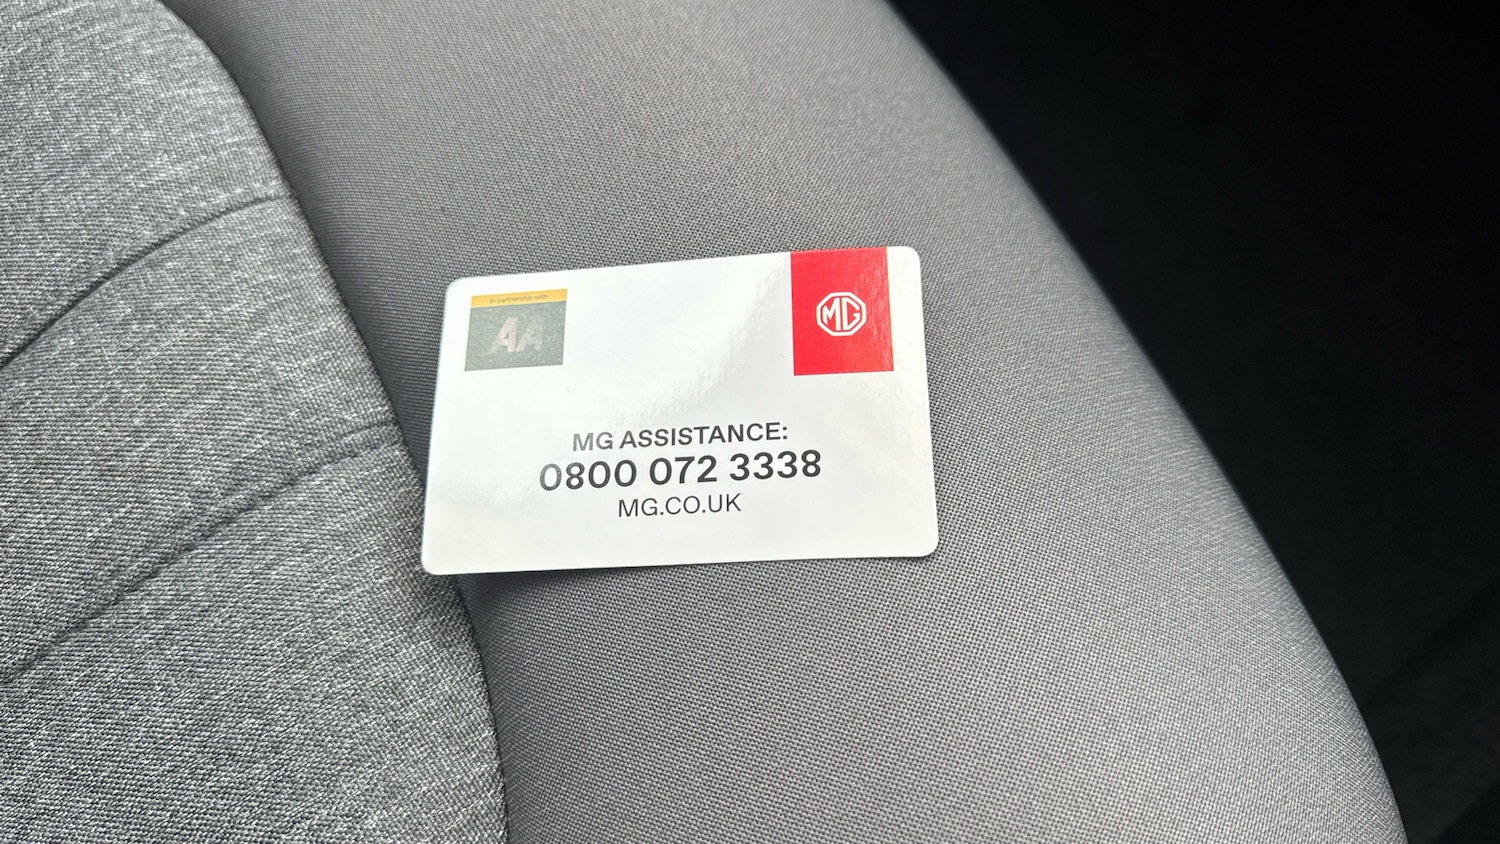 In partnership with
AA
MG
MG ASSISTANCE:
0800 072 3338
MG.CO.UK